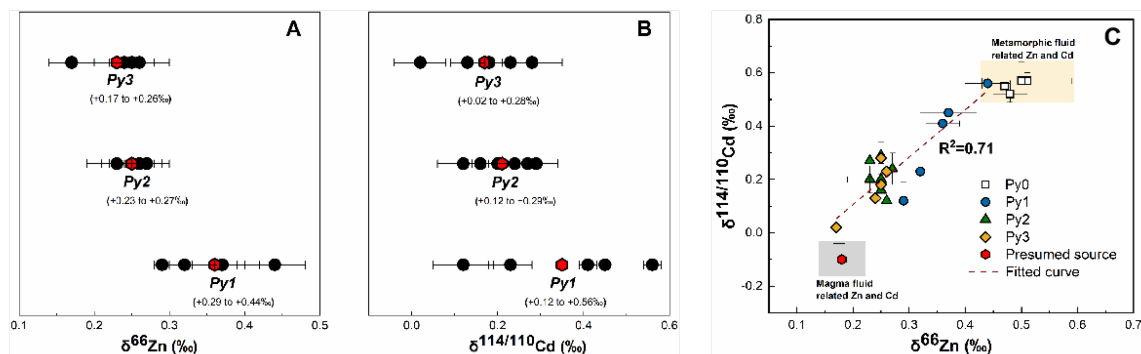 A
Py3
(+0.17 to +0.26‰)
Py2
(+0.23 to +0.27‰)
Py1
(+0.29 to +0.44‰)
0.1 0.2 0.3 0.4 0.5
δ⁶⁶Zn (‰)
B
Py3
(+0.02 to +0.28‰)
Py2
(+0.12 to +0.29‰)
Py1
(+0.12 to +0.56‰)
0.0 0.2 0.4 0.6
δ¹¹⁴/¹¹⁰Cd (‰)
C
δ¹¹⁴/¹¹⁰Cd (‰)
0.8
0.6
0.4
0.2
0.0
-0.2
Metamorphic fluid
related Zn and Cd
R²=0.71
Py0
Py1
Py2
Py3
Presumed source
Fitted curve
Magma fluid
related Zn and Cd
0.1 0.2 0.3 0.4 0.5 0.6 0.7
δ⁶⁶Zn (‰)